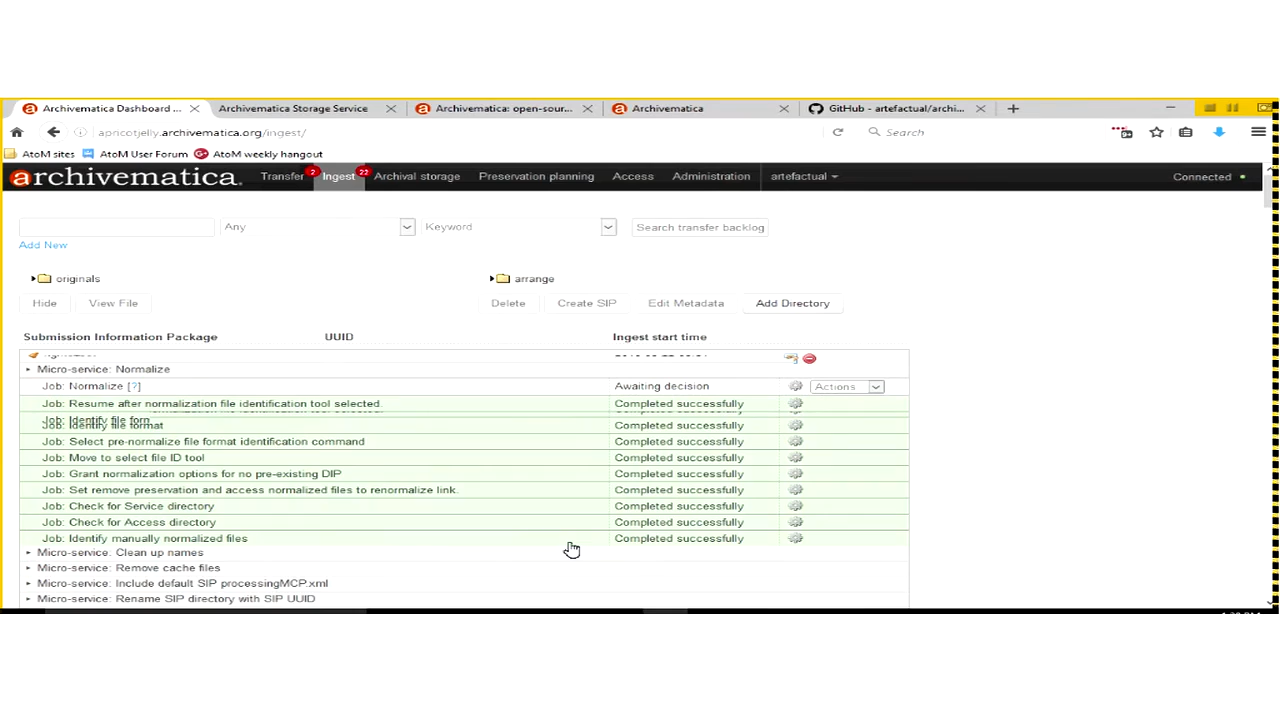 Archivematica Dashboard ... Archivematica Storage Service Archivematica: open-sour... Archivematica GitHub - artefactual/archi...
apricotjelly.archivematica.org/ingest/ Search
AtoM sites AtoM User Forum AtoM weekly hangout
archivematica. Transfer 2 Ingest 22 Archival storage Preservation planning Access Administration artefactual Connected
Any Keyword Search transfer backlog
Add New
originals arrange
Hide View File Delete Create SIP Edit Metadata Add Directory
Submission Information Package UUID Ingest start time
Micro-service: Normalize
Job: Normalize [?] Awaiting decision Actions
Job: Resume after normalization file identification tool selected. Completed successfully
Job: Identify file format Completed successfully
Job: Select pre-normalize file format identification command Completed successfully
Job: Move to select file ID tool Completed successfully
Job: Grant normalization options for no pre-existing DIP Completed successfully
Job: Set remove preservation and access normalized files to renormalize link. Completed successfully
Job: Check for Service directory Completed successfully
Job: Check for Access directory Completed successfully
Job: Identify manually normalized files Completed successfully
Micro-service: Clean up names
Micro-service: Remove cache files
Micro-service: Include default SIP processingMCP.xml
Micro-service: Rename SIP directory with SIP UUID